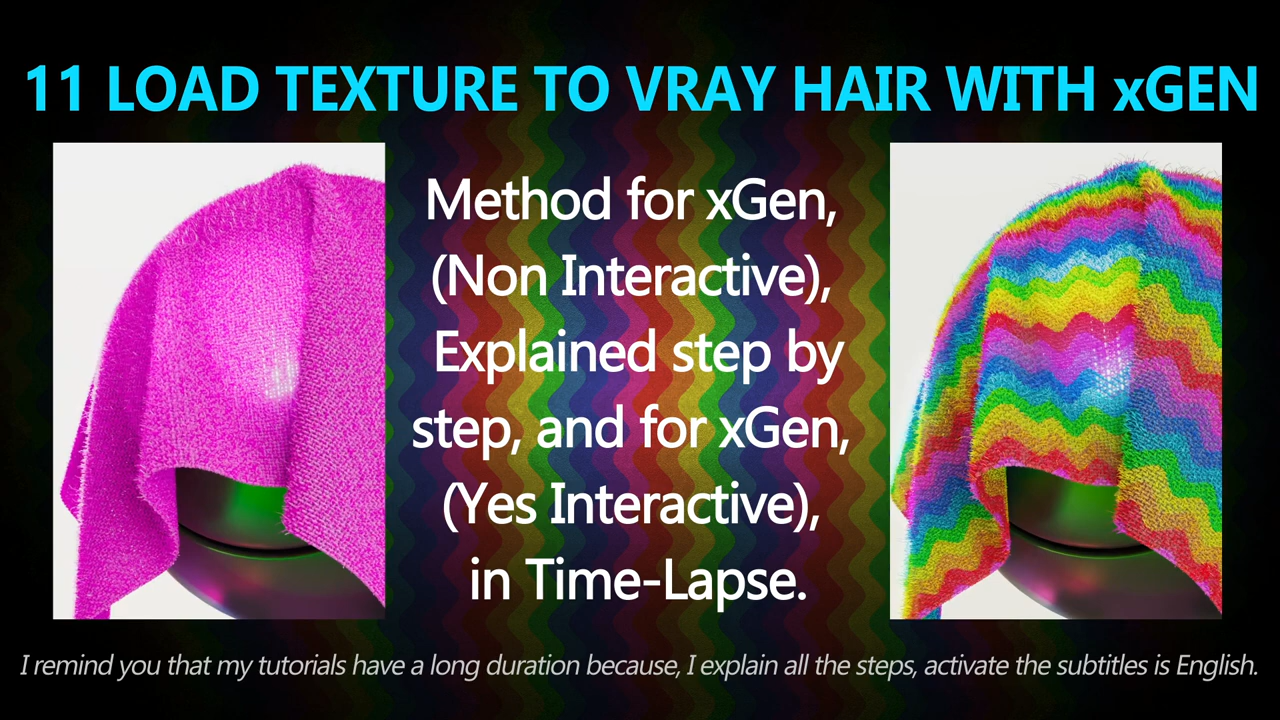 11 LOAD TEXTURE TO VRAY HAIR WITH xGEN
Method for xGen,
(Non Interactive),
Explained step by
step, and for xGen,
(Yes Interactive),
in Time-Lapse.
I remind you that my tutorials have a long duration because, I explain all the steps, activate the subtitles is English.